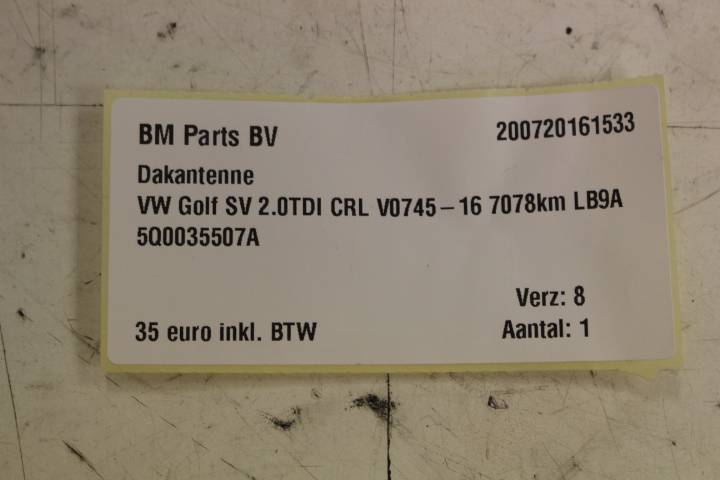 BM Parts BV 200720161533
Dakantenne
VW Golf SV 2.0TDI CRL V0745-16 7078km LB9A
5Q0035507A
Verz: 8
35 euro inkl. BTW Aantal: 1